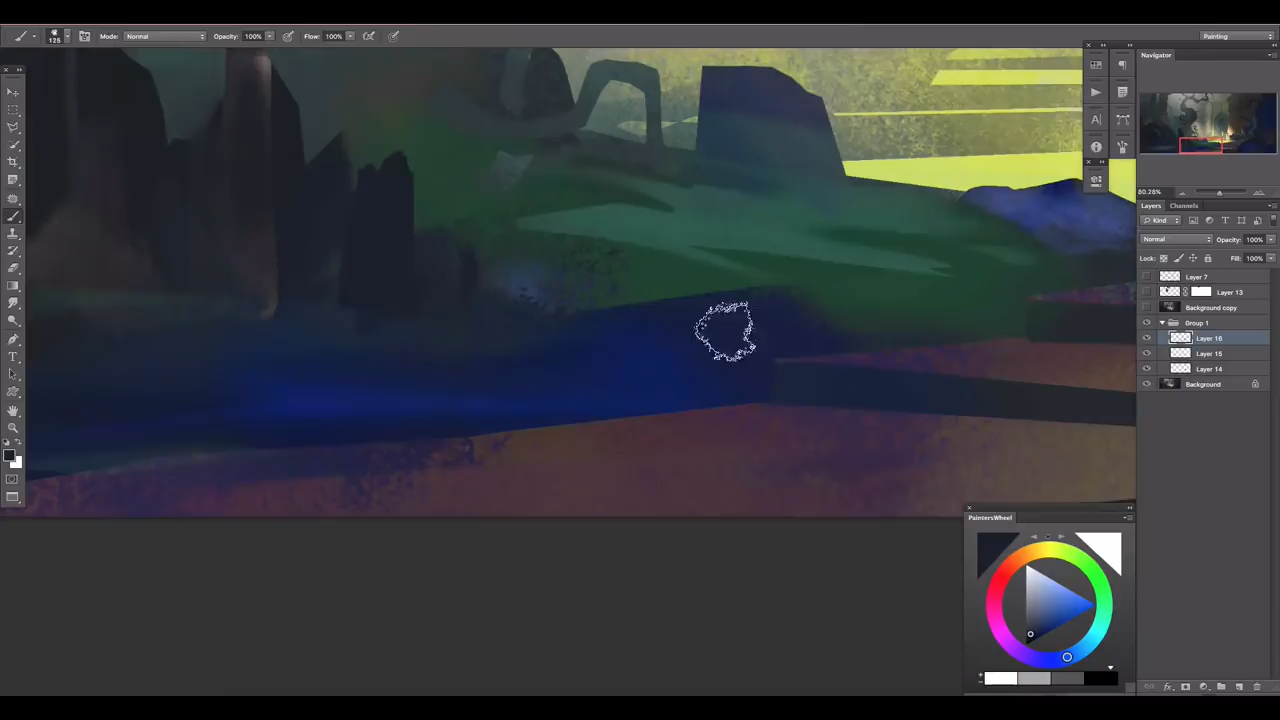 125
Mode: Normal
Opacity: 100%
Flow: 100%
Painting
Navigator
80.28%
Layers Channels
Kind
Normal
Opacity: 100%
Lock:
Fill: 100%
Layer 7
Layer 13
Background copy
Group 1
Layer 16
Layer 15
Layer 14
Background
PaintersWheel